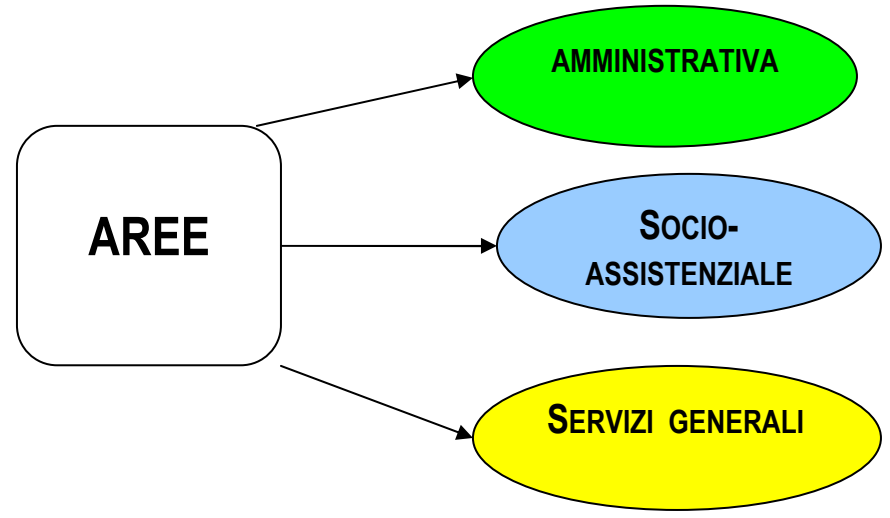 AREE
AMMINISTRATIVA
SOCIO-
ASSISTENZIALE
SERVIZI GENERALI